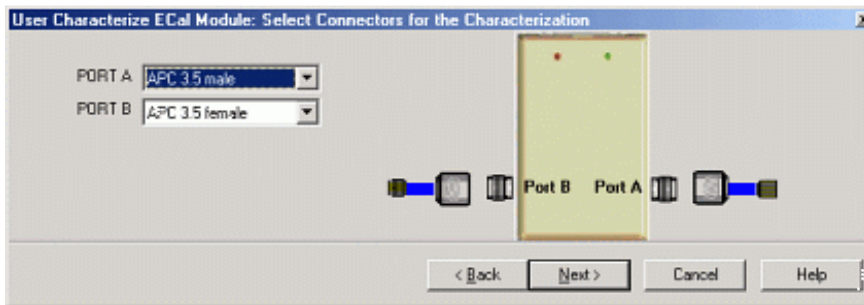 User Characterize ECal Module: Select Connectors for the Characterization
PORT A APC 3.5 male
PORT B APC 3.5 female
Port B Port A
< Back Next > Cancel Help